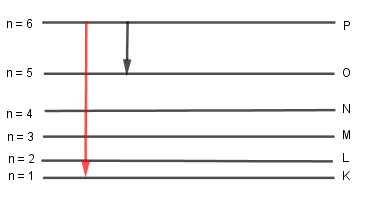 n = 6 P
n = 5 O
n = 4 N
n = 3 M
n = 2 L
n = 1 K